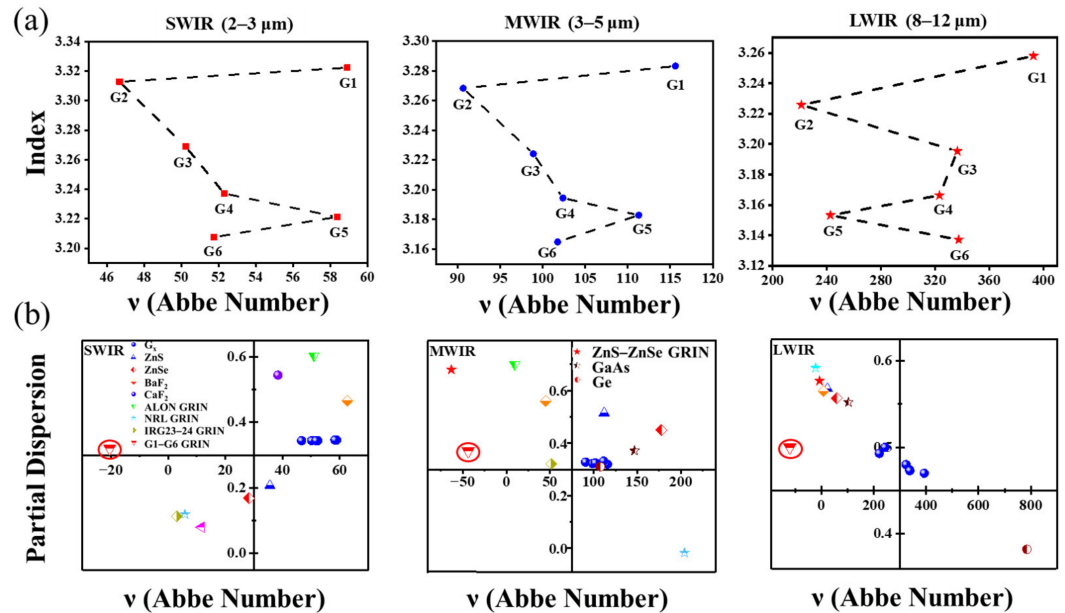 (a)
SWIR (2–3 μm)
MWIR (3–5 μm)
LWIR (8–12 μm)
Index
3.34
3.32
3.30
3.28
3.26
3.24
3.22
3.20
G1
G2
G3
G4
G5
G6
46 48 50 52 54 56 58 60
ν (Abbe Number)
3.30
3.28
3.26
3.24
3.22
3.20
3.18
3.16
G1
G2
G3
G4
G5
G6
90 95 100 105 110 115 120
ν (Abbe Number)
3.26
3.24
3.22
3.20
3.18
3.16
3.14
3.12
G1
G2
G3
G4
G5
G6
200 240 280 320 360 400
ν (Abbe Number)
(b)
Partial Dispersion
SWIR
Gx
ZnS
ZnSe
BaF2
CaF2
ALON GRIN
NRL GRIN
IRG23–24 GRIN
G1–G6 GRIN
0.6
0.4
0.2
0.0
−20 0 20 40 60
ν (Abbe Number)
MWIR
ZnS–ZnSe GRIN
GaAs
Ge
0.6
0.4
0.2
0.0
−50 0 50 100 150 200
ν (Abbe Number)
LWIR
0.6
0.5
0.4
0 200 400 600 800
ν (Abbe Number)